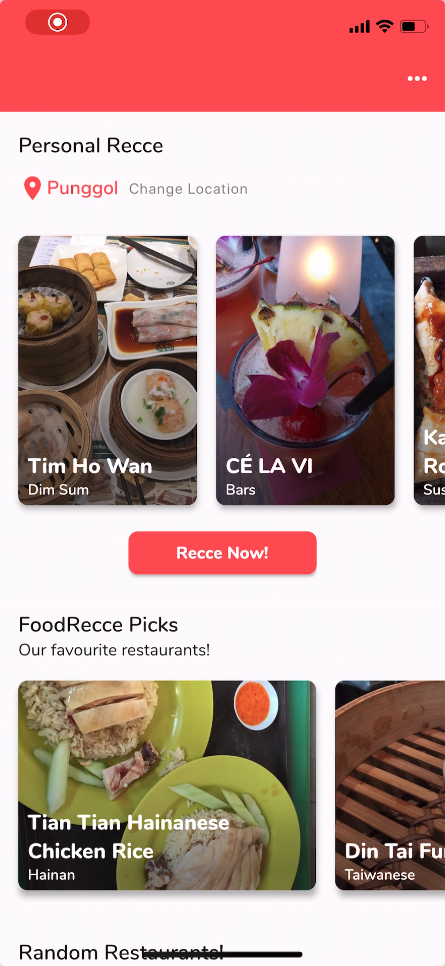 Personal Recce
Punggol Change Location
Tim Ho Wan
Dim Sum
CÉ LA VI
Bars
Ka
Ro
Sus
Recce Now!
FoodRecce Picks
Our favourite restaurants!
Tian Tian Hainanese
Chicken Rice
Hainan
Din Tai Fu
Taiwanese
Random Restaurants!